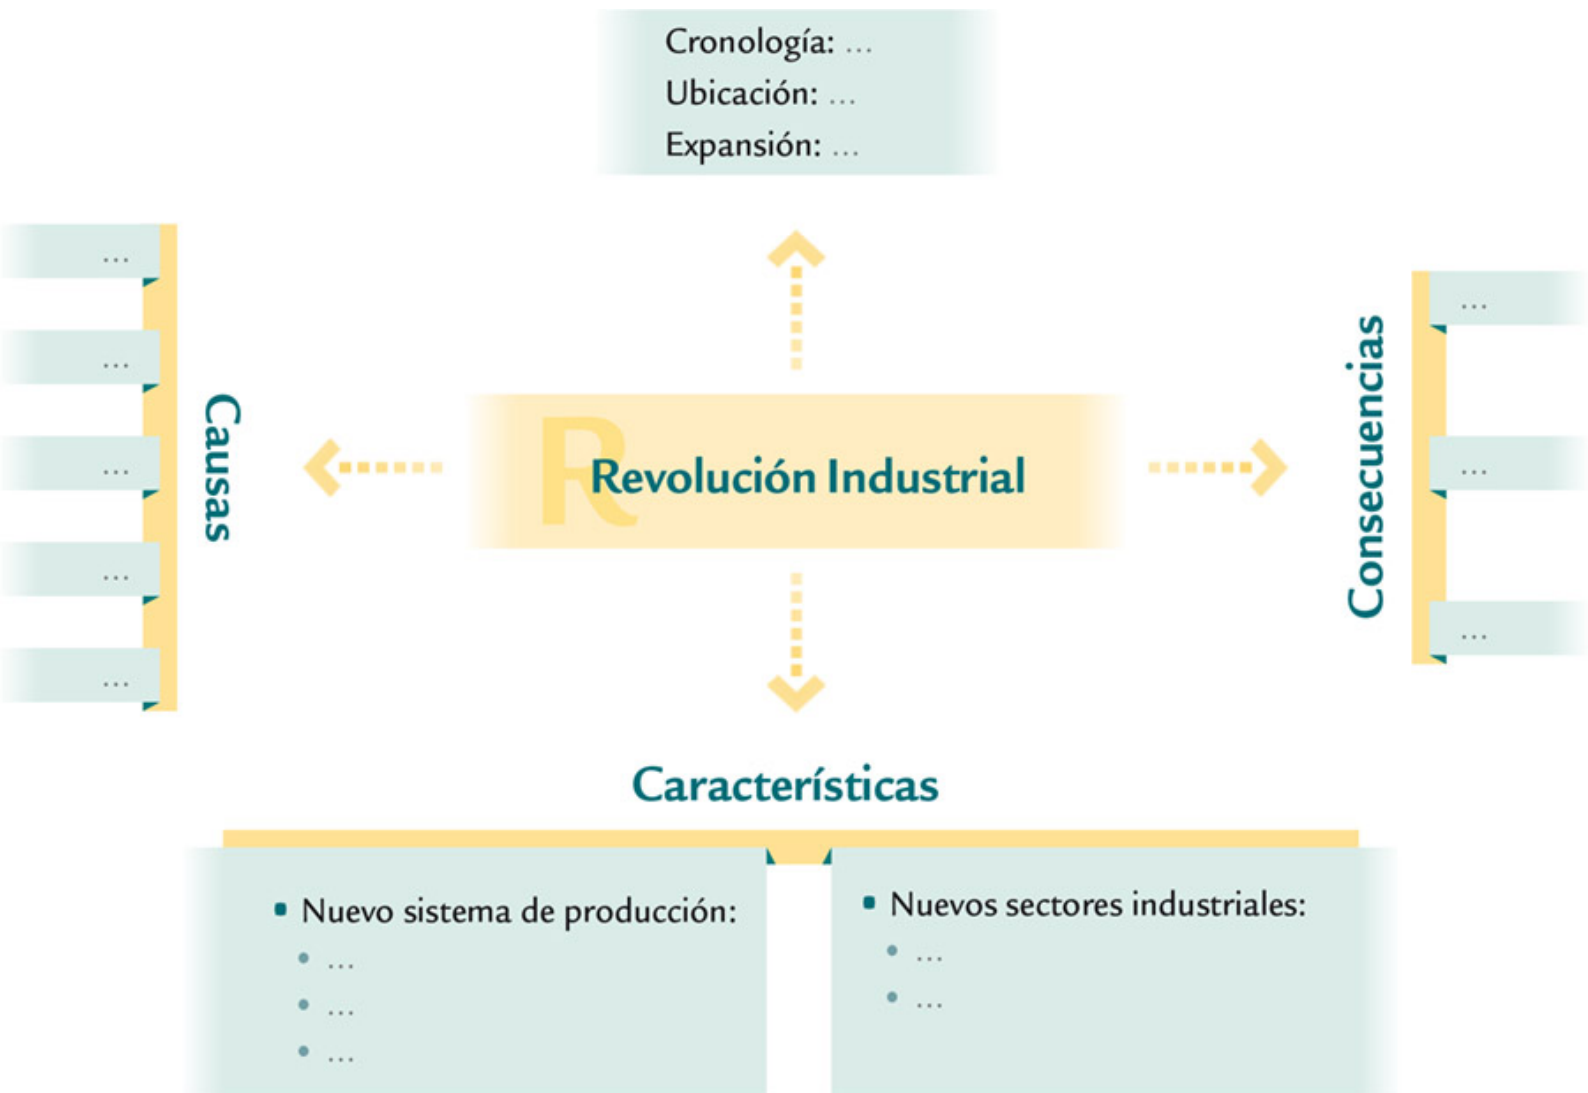 Cronología: ...
Ubicación: ...
Expansión: ...
Causas
...
...
...
...
...
R
Revolución Industrial
Consecuencias
...
...
...
Características
Nuevo sistema de producción:
...
...
...
Nuevos sectores industriales:
...
...